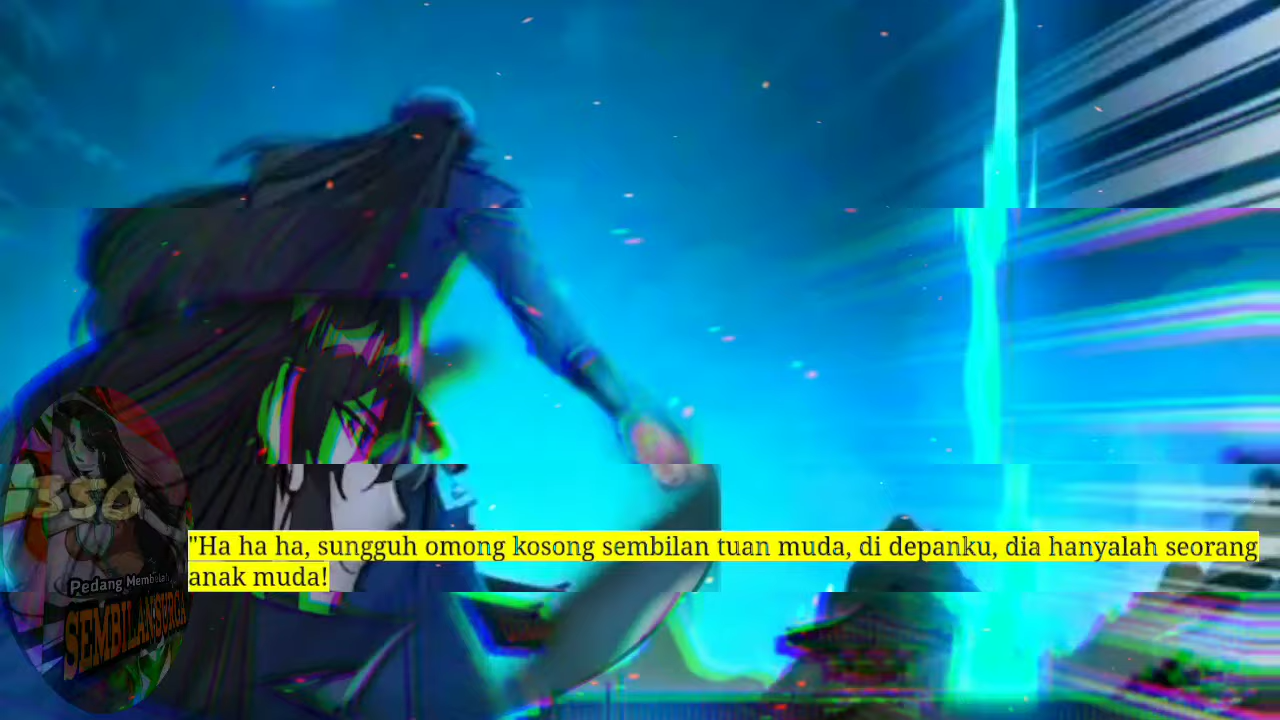 350
"Ha ha ha, sungguh omong kosong sembilan tuan muda, di depanku, dia hanyalah seorang
anak muda!
Pedang Membelah
SEMBILAN SURGA